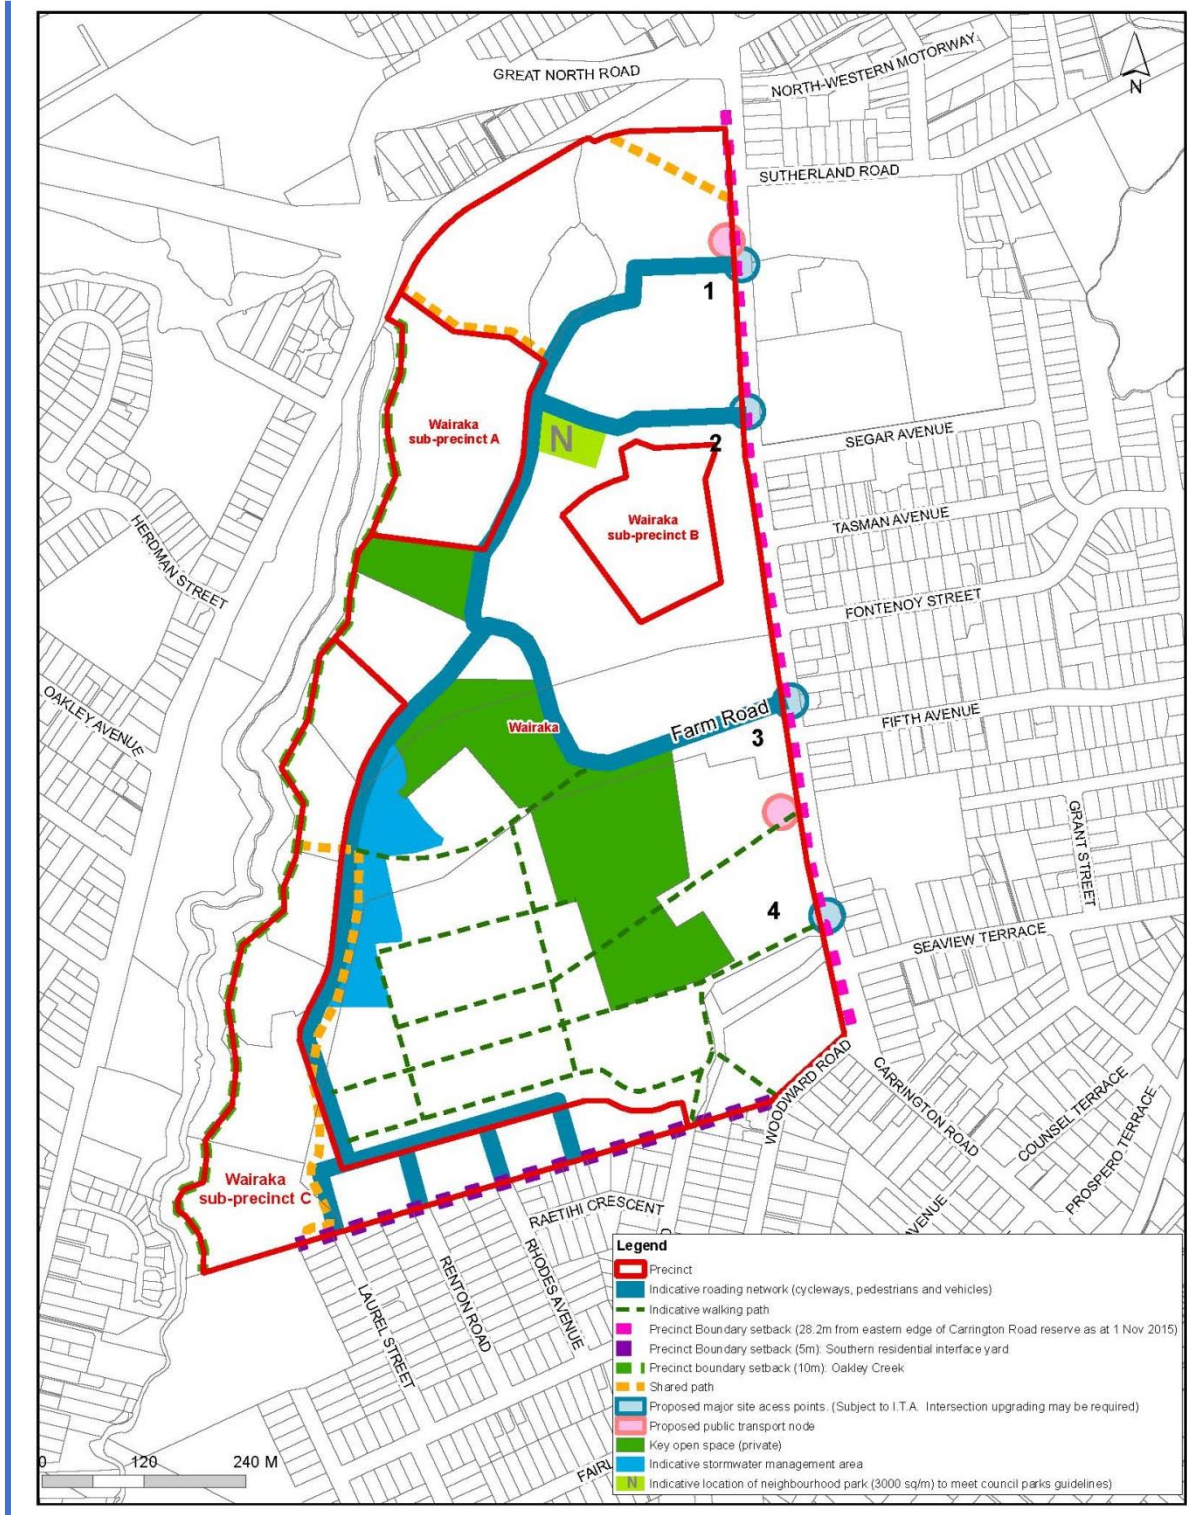 GREAT NORTH ROAD
NORTH-WESTERN MOTORWAY
N
SUTHERLAND ROAD
1
Wairaka
sub-precinct A
N
2
SEGAR AVENUE
Wairaka
sub-precinct B
TASMAN AVENUE
HERDMAN STREET
FONTENOY STREET
OAKLEY AVENUE
Wairaka
Farm Road
3
FIFTH AVENUE
GRANT STREET
4
SEAVIEW TERRACE
WOODWARD ROAD
CARRINGTON ROAD
COUNSEL TERRACE
PROSPERO TERRACE
Wairaka
sub-precinct C
RAETIHI CRESCENT
AVENUE
LAUREL STREET
RENTON ROAD
RHODES AVENUE
D
FAIRL
0 120 240 M
Legend
Precinct
Indicative roading network (cycleways, pedestrians and vehicles)
Indicative walking path
Precinct Boundary setback (28.2m from eastern edge of Carrington Road reserve as at 1 Nov 2015)
Precinct Boundary setback (5m): Southern residential interface yard
Precinct boundary setback (10m): Oakley Creek
Shared path
Proposed major site acess points. (Subject to I.T.A. Intersection upgrading may be required)
Proposed public transport node
Key open space (private)
Indicative stormwater management area
N Indicative location of neighbourhood park (3000 sq/m) to meet council parks guidelines)